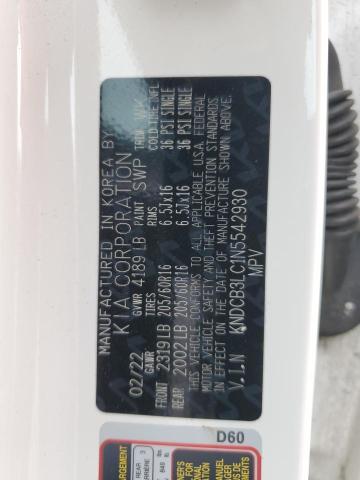 MANUFACTURED IN KOREA BY
KIA CORPORATION
02/22 GVWR 4189 LB PAINT SWP TRIM WK
GAWR TIRES RIMS COLD TIRE INFL
FRONT 2319LB 205/60R16 6.5Jx16 36 PSI SINGLE
REAR 2002LB 205/60R16 6.5Jx16 36 PSI SINGLE
THIS VEHICLE CONFORMS TO ALL APPLICABLE U.S.A. FEDERAL
MOTOR VEHICLE SAFETY AND THEFT PREVENTION STANDARDS
IN EFFECT ON THE DATE OF MANUFACTURE SHOWN ABOVE.
V.I.N KNDCB3LC1N5542930
MPV
D60